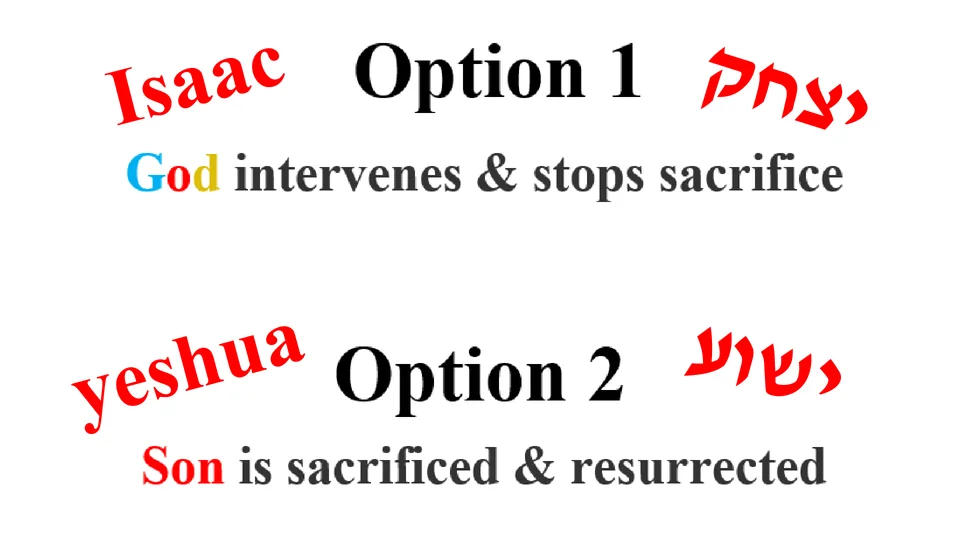 Isaac Option 1 יצחק
God intervenes & stops sacrifice
yeshua Option 2 ישוע
Son is sacrificed & resurrected